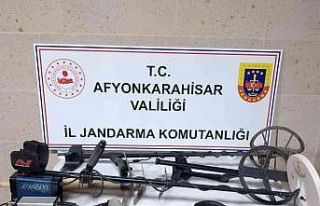 T.C.
AFYONKARAHİSAR
VALİLİĞİ
İL JANDARMA KOMUTANLIĞI